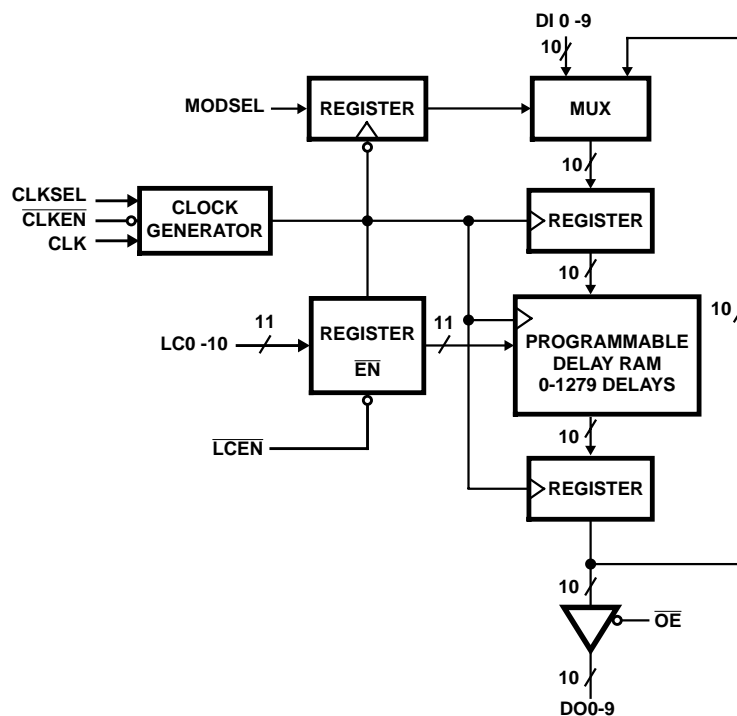 DI 0 -9
10
MODSEL
REGISTER
MUX
10
CLKSEL
CLKEN
CLK
CLOCK
GENERATOR
REGISTER
10
LC0 -10
11
REGISTER
EN
11
PROGRAMMABLE
DELAY RAM
0-1279 DELAYS
10
LCEN
10
REGISTER
10
OE
10
DO0-9